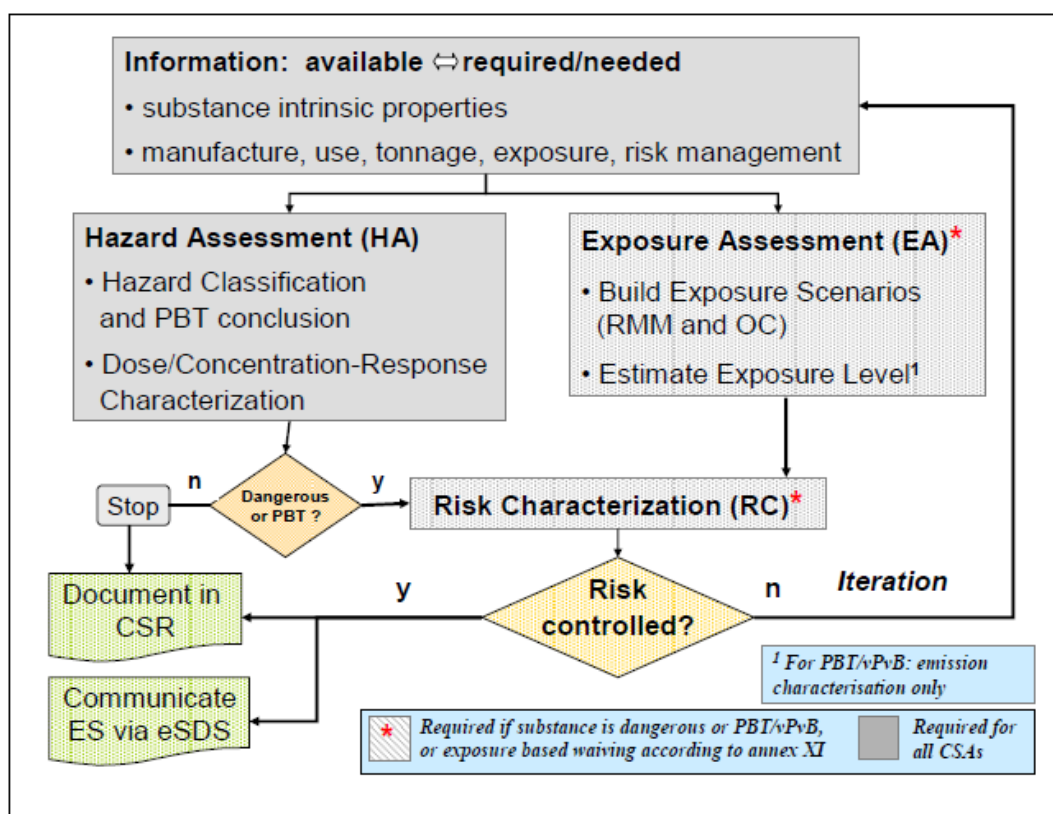 Information: available ⇔ required/needed
• substance intrinsic properties
• manufacture, use, tonnage, exposure, risk management
Hazard Assessment (HA)
• Hazard Classification
and PBT conclusion
• Dose/Concentration-Response
Characterization
Exposure Assessment (EA)*
• Build Exposure Scenarios
(RMM and OC)
• Estimate Exposure Level¹
n
Dangerous
or PBT ?
y
Stop
Risk Characterization (RC)*
Document in
CSR
y
Risk
controlled?
n
Iteration
Communicate
ES via eSDS
¹ For PBT/vPvB: emission
characterisation only
* Required if substance is dangerous or PBT/vPvB,
or exposure based waiving according to annex XI
Required for
all CSAs